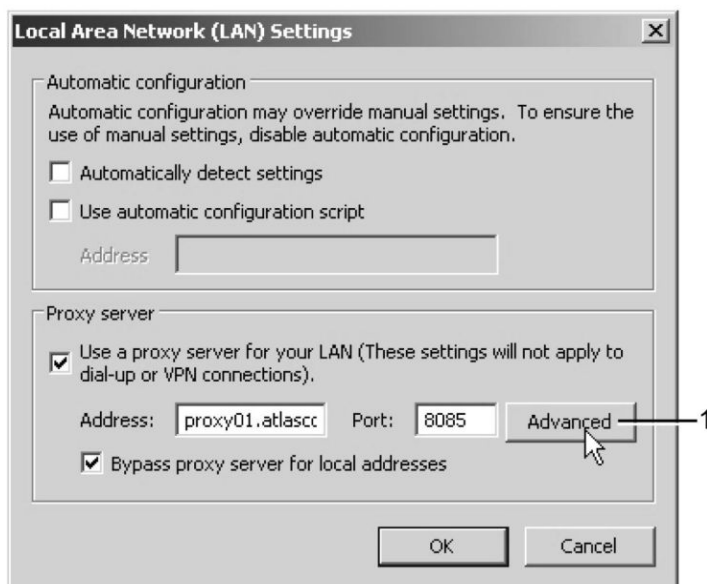 Local Area Network (LAN) Settings
Automatic configuration
Automatic configuration may override manual settings. To ensure the
use of manual settings, disable automatic configuration.
Automatically detect settings
Use automatic configuration script
Address
Proxy server
Use a proxy server for your LAN (These settings will not apply to
dial-up or VPN connections).
Address: proxy01.atlascc Port: 8085 Advanced 1
Bypass proxy server for local addresses
OK Cancel